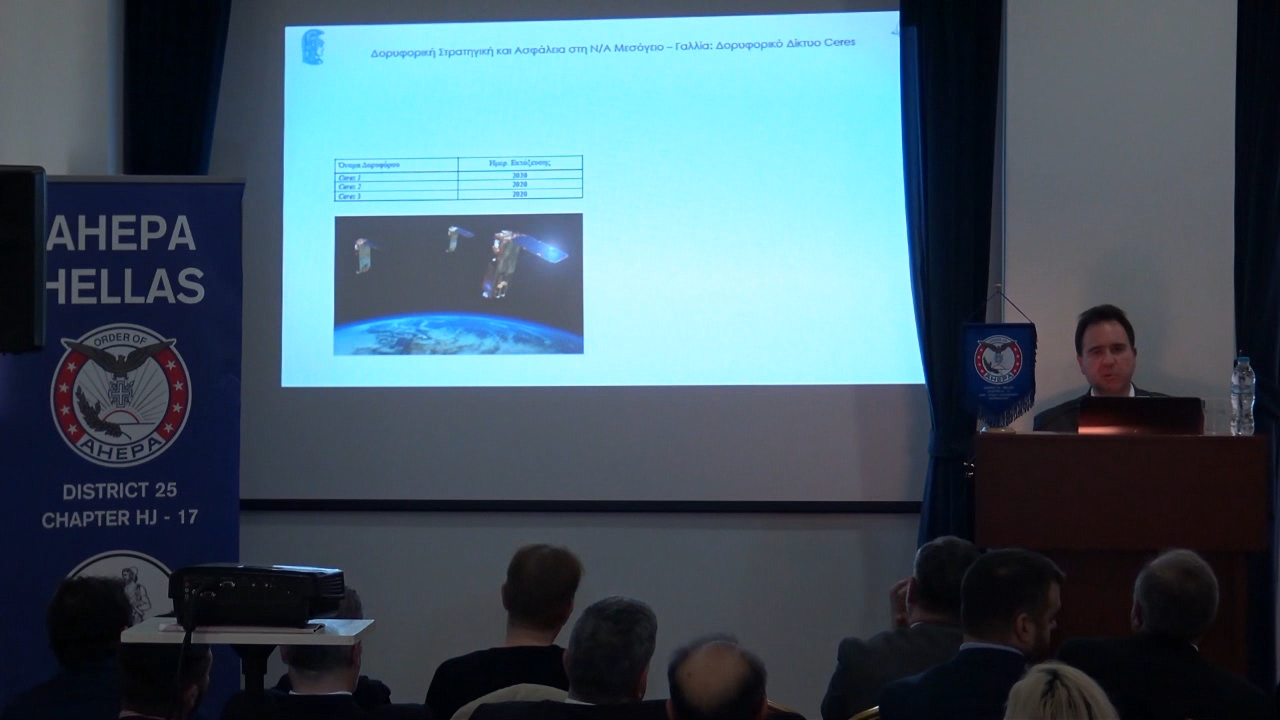 Δορυφορική Στρατηγική και Ασφάλεια στη Ν/Α Μεσόγειο – Γαλλία: Δορυφορικό Δίκτυο Ceres
Όνομα Δορυφόρου Ημερ. Εκτόξευσης
Ceres 1 2020
Ceres 2 2020
Ceres 3 2020
AHEPA
HELLAS
ORDER OF
AHEPA
DISTRICT 25
CHAPTER HJ - 17
AHEPA